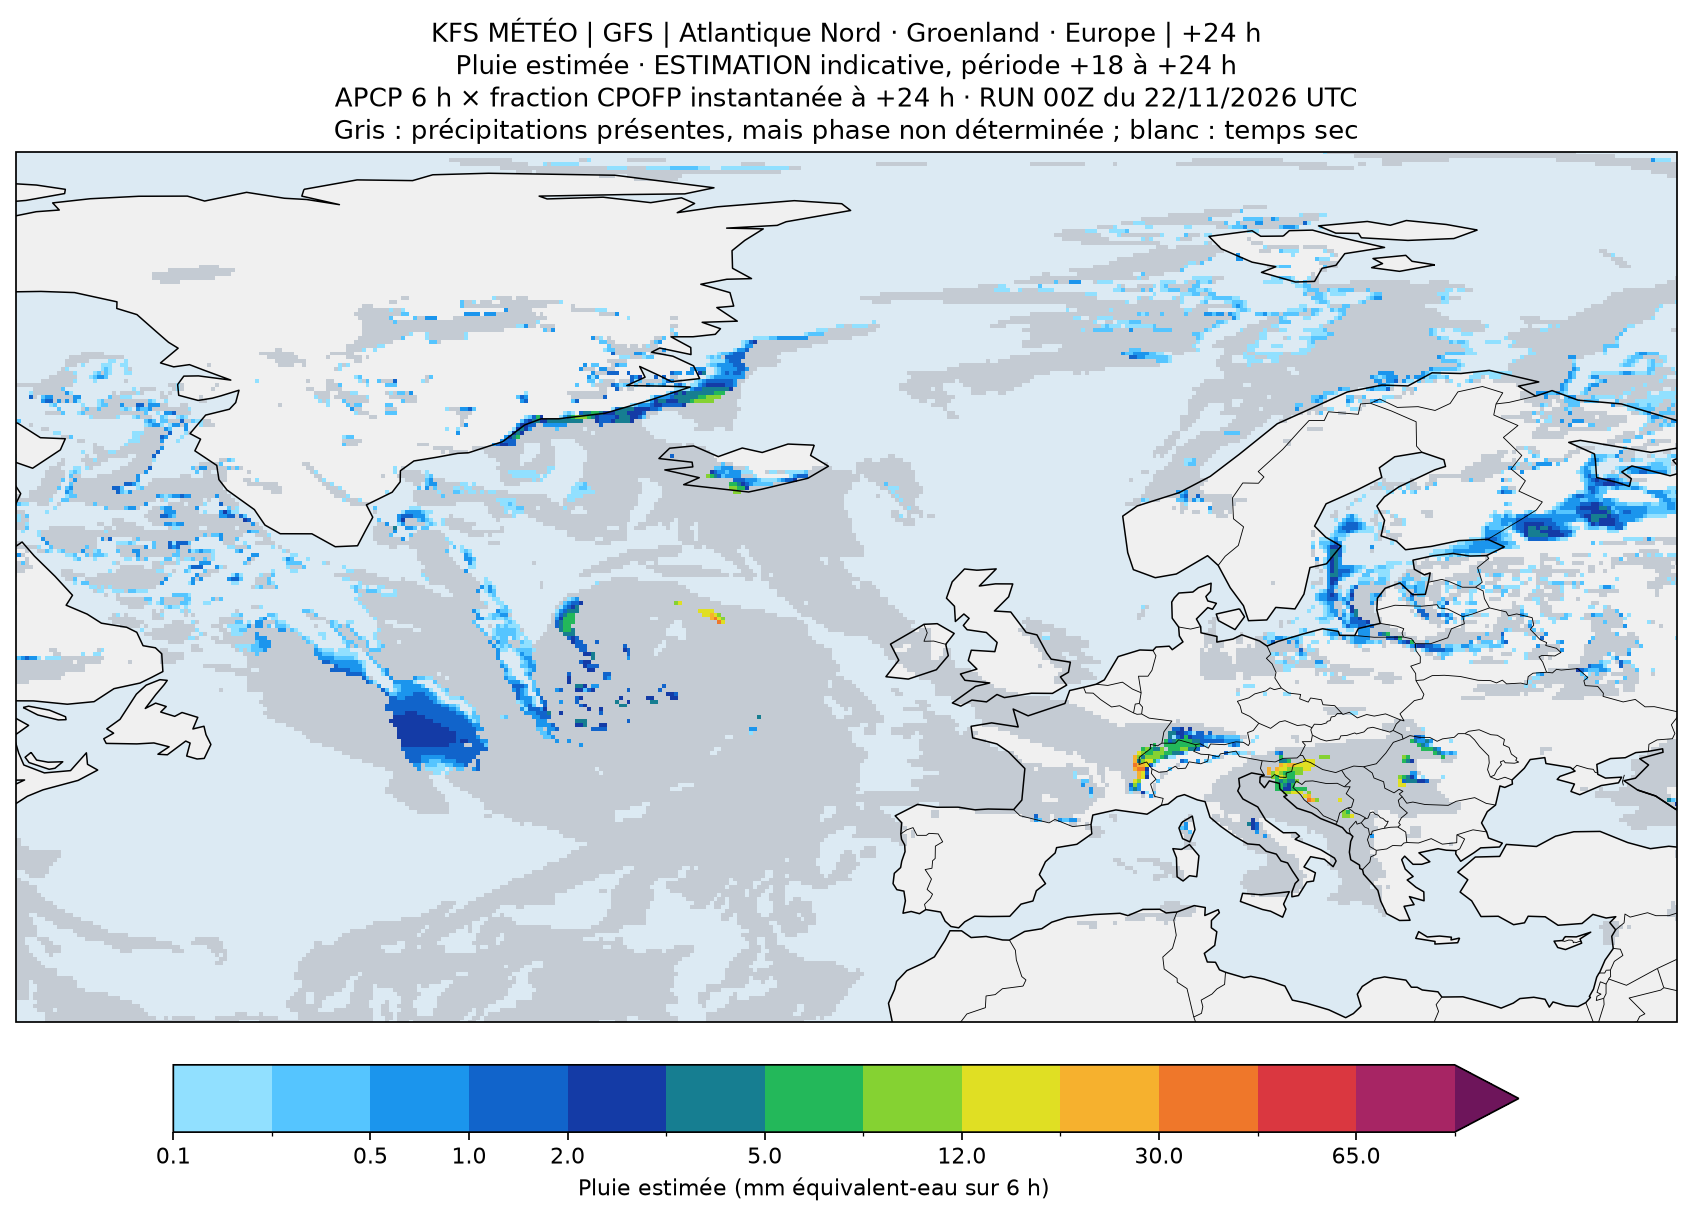 KFS MÉTÉO | GFS | Atlantique Nord · Groenland · Europe | +24 h
Pluie estimée · ESTIMATION indicative, période +18 à +24 h
APCP 6 h × fraction CPOFP instantanée à +24 h · RUN 00Z du 22/11/2026 UTC
Gris : précipitations présentes, mais phase non déterminée ; blanc : temps sec
0.1 0.5 1.0 2.0 5.0 12.0 30.0 65.0
Pluie estimée (mm équivalent-eau sur 6 h)